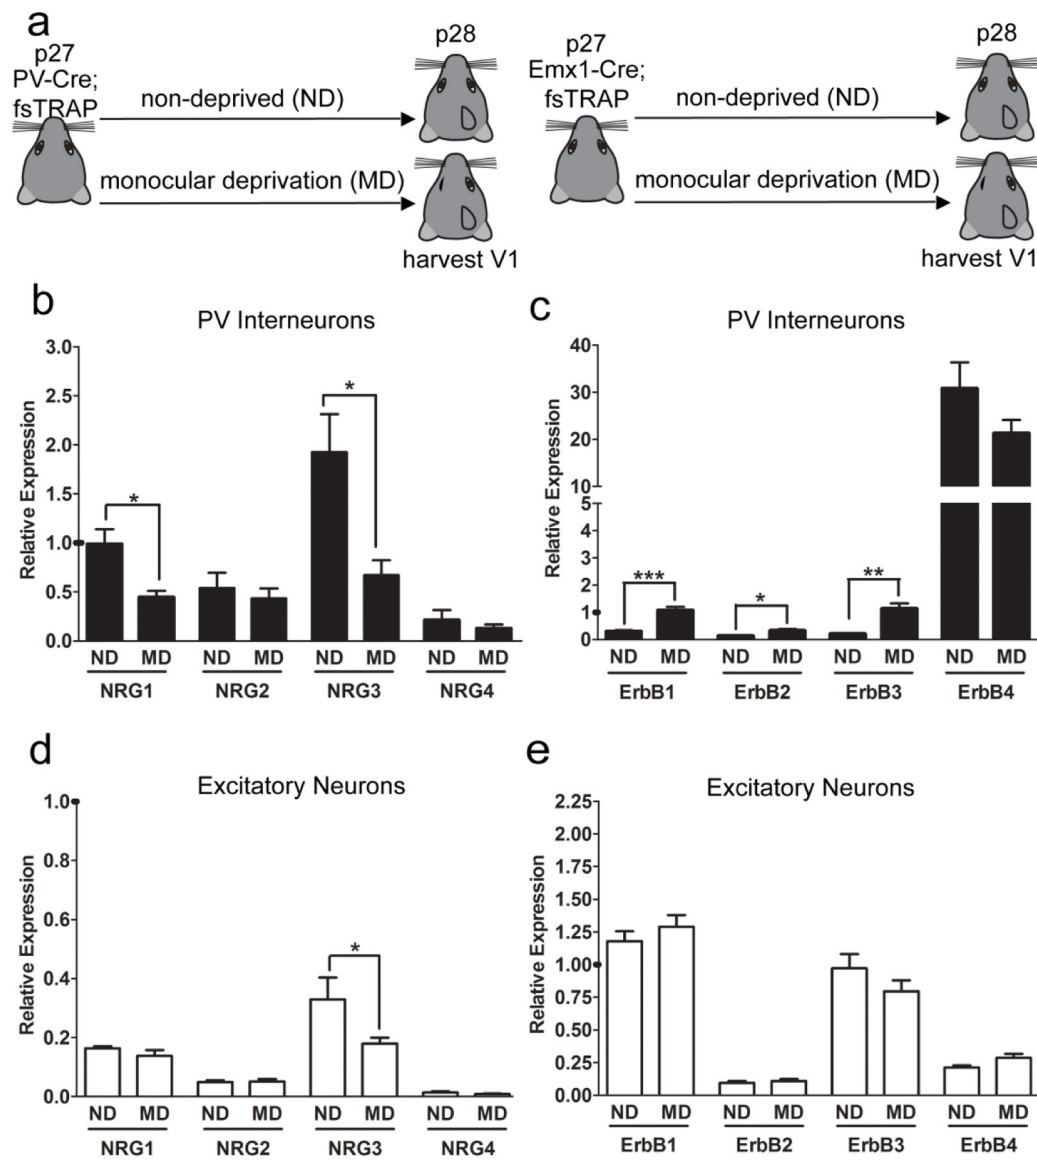 a
p27
PV-Cre;
fsTRAP
non-deprived (ND)
monocular deprivation (MD)
p28
harvest V1
p27
Emx1-Cre;
fsTRAP
non-deprived (ND)
monocular deprivation (MD)
p28
harvest V1
b
PV Interneurons
Relative Expression
3.0
2.5
2.0
1.5
1.0
0.5
0.0
*
*
ND MD ND MD ND MD ND MD
NRG1 NRG2 NRG3 NRG4
c
PV Interneurons
Relative Expression
40
30
20
10
5
4
3
2
1
0
***
*
**
ND MD ND MD ND MD ND MD
ErbB1 ErbB2 ErbB3 ErbB4
d
Excitatory Neurons
Relative Expression
1.0
0.8
0.6
0.4
0.2
0.0
*
ND MD ND MD ND MD ND MD
NRG1 NRG2 NRG3 NRG4
e
Excitatory Neurons
Relative Expression
2.25
2.00
1.75
1.50
1.25
1.00
0.75
0.50
0.25
0.00
ND MD ND MD ND MD ND MD
ErbB1 ErbB2 ErbB3 ErbB4